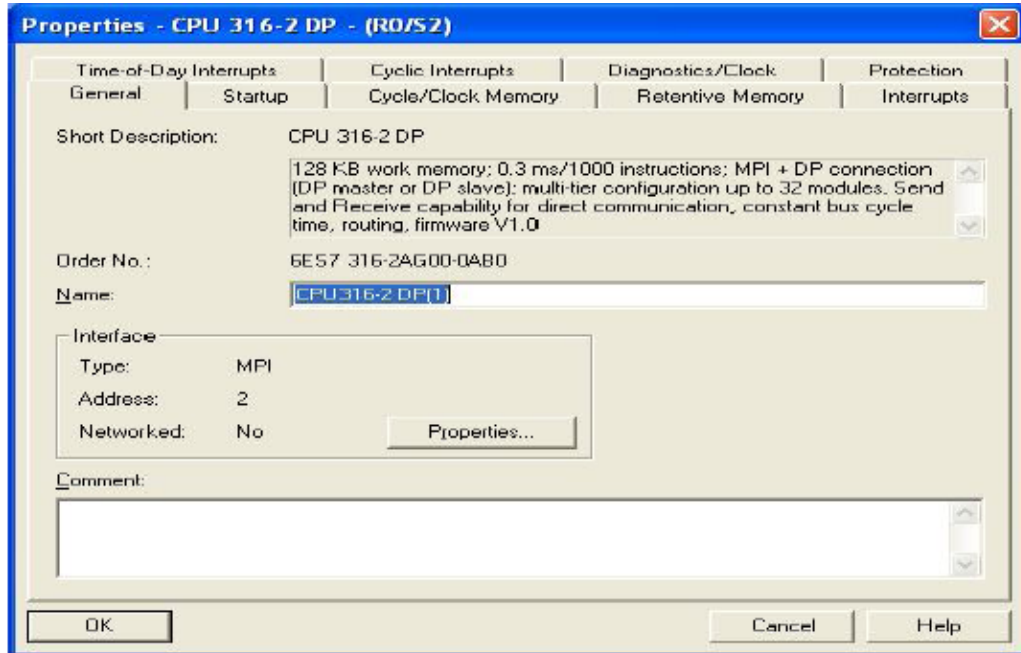 Properties - CPU 316-2 DP - (R0/S2)
Time-of-Day Interrupts Cyclic Interrupts Diagnostics/Clock Protection
General Startup Cycle/Clock Memory Retentive Memory Interrupts
Short Description: CPU 316-2 DP
128 KB work memory; 0.3 ms/1000 instructions; MPI + DP connection
(DP master or DP slave); multi-tier configuration up to 32 modules, Send
and Receive capability for direct communication, constant bus cycle
time, routing, firmware V1.0
Order No.: 6ES7 316-2AG00-0AB0
Name: CPU316-2 DP(1)
Interface
Type: MPI
Address: 2
Networked: No Properties...
Comment:
OK Cancel Help